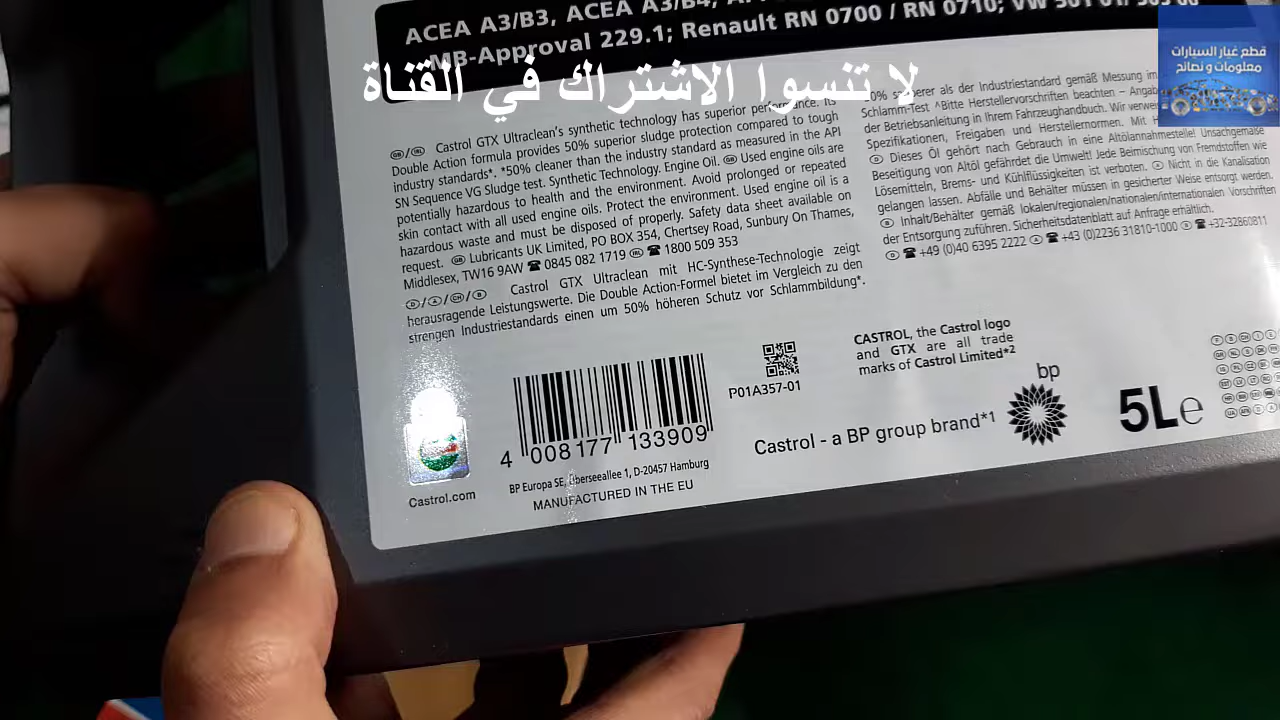 ACEA A3/B3, ACEA A3/B4,
MB-Approval 229.1; Renault RN 0700 / RN 0710; VW 501 01/
لا تنسوا الاشتراك في القناة
قطع غيار السيارات
معلومات و نصائح
Castrol GTX Ultraclean's synthetic technology has superior performance. Its
Double Action formula provides 50% superior sludge protection compared to tough
industry standards*. *50% cleaner than the industry standard as measured in the API
SN Sequence VG Sludge test. Synthetic Technology. Engine Oil. GB Used engine oils are
potentially hazardous to health and the environment. Avoid prolonged or repeated
skin contact with all used engine oils. Protect the environment. Used engine oil is a
hazardous waste and must be disposed of properly. Safety data sheet available on
request. GB Lubricants UK Limited, PO BOX 354, Chertsey Road, Sunbury On Thames,
Middlesex, TW16 9AW ☎ 0845 082 1719 IRL ☎ 1800 509 353
D/A/CH/B Castrol GTX Ultraclean mit HC-Synthese-Technologie zeigt
herausragende Leistungswerte. Die Double Action-Formel bietet im Vergleich zu den
strengen Industriestandards einen um 50% höheren Schutz vor Schlammbildung*.
50% sauberer als der Industriestandard gemäß Messung im
Schlamm-Test ^Bitte Herstellervorschriften beachten –
der Betriebsanleitung in Ihrem Fahrzeughandbuch. Wir
Spezifikationen, Freigaben und Herstellernormen. Mit
D Dieses Öl gehört nach Gebrauch in eine Altölannahmestelle! Unsachgemäße
Beseitigung von Altöl gefährdet die Umwelt! Jede Beimischung von Fremdstoffen wie
Lösemitteln, Brems- und Kühlflüssigkeiten ist verboten. Nicht in die Kanalisation
gelangen lassen. Abfälle und Behälter müssen in gesicherter Weise entsorgt werden.
B Inhalt/Behälter gemäß lokalen/regionalen/nationalen/internationalen Vorschriften
der Entsorgung zuführen. Sicherheitsdatenblatt auf Anfrage erhältlich.
D ☎ +49 (0)40 6395 2222 A ☎ +43 (0)2236 31810-1000 B ☎ +32-32860811
CASTROL, the Castrol logo
and GTX are all trade
marks of Castrol Limited*2
P01A357-01
bp
5L℮
Castrol - a BP group brand*1
4 008177 133909
Castrol.com
BP Europa SE, Überseeallee 1, D-20457 Hamburg
MANUFACTURED IN THE EU